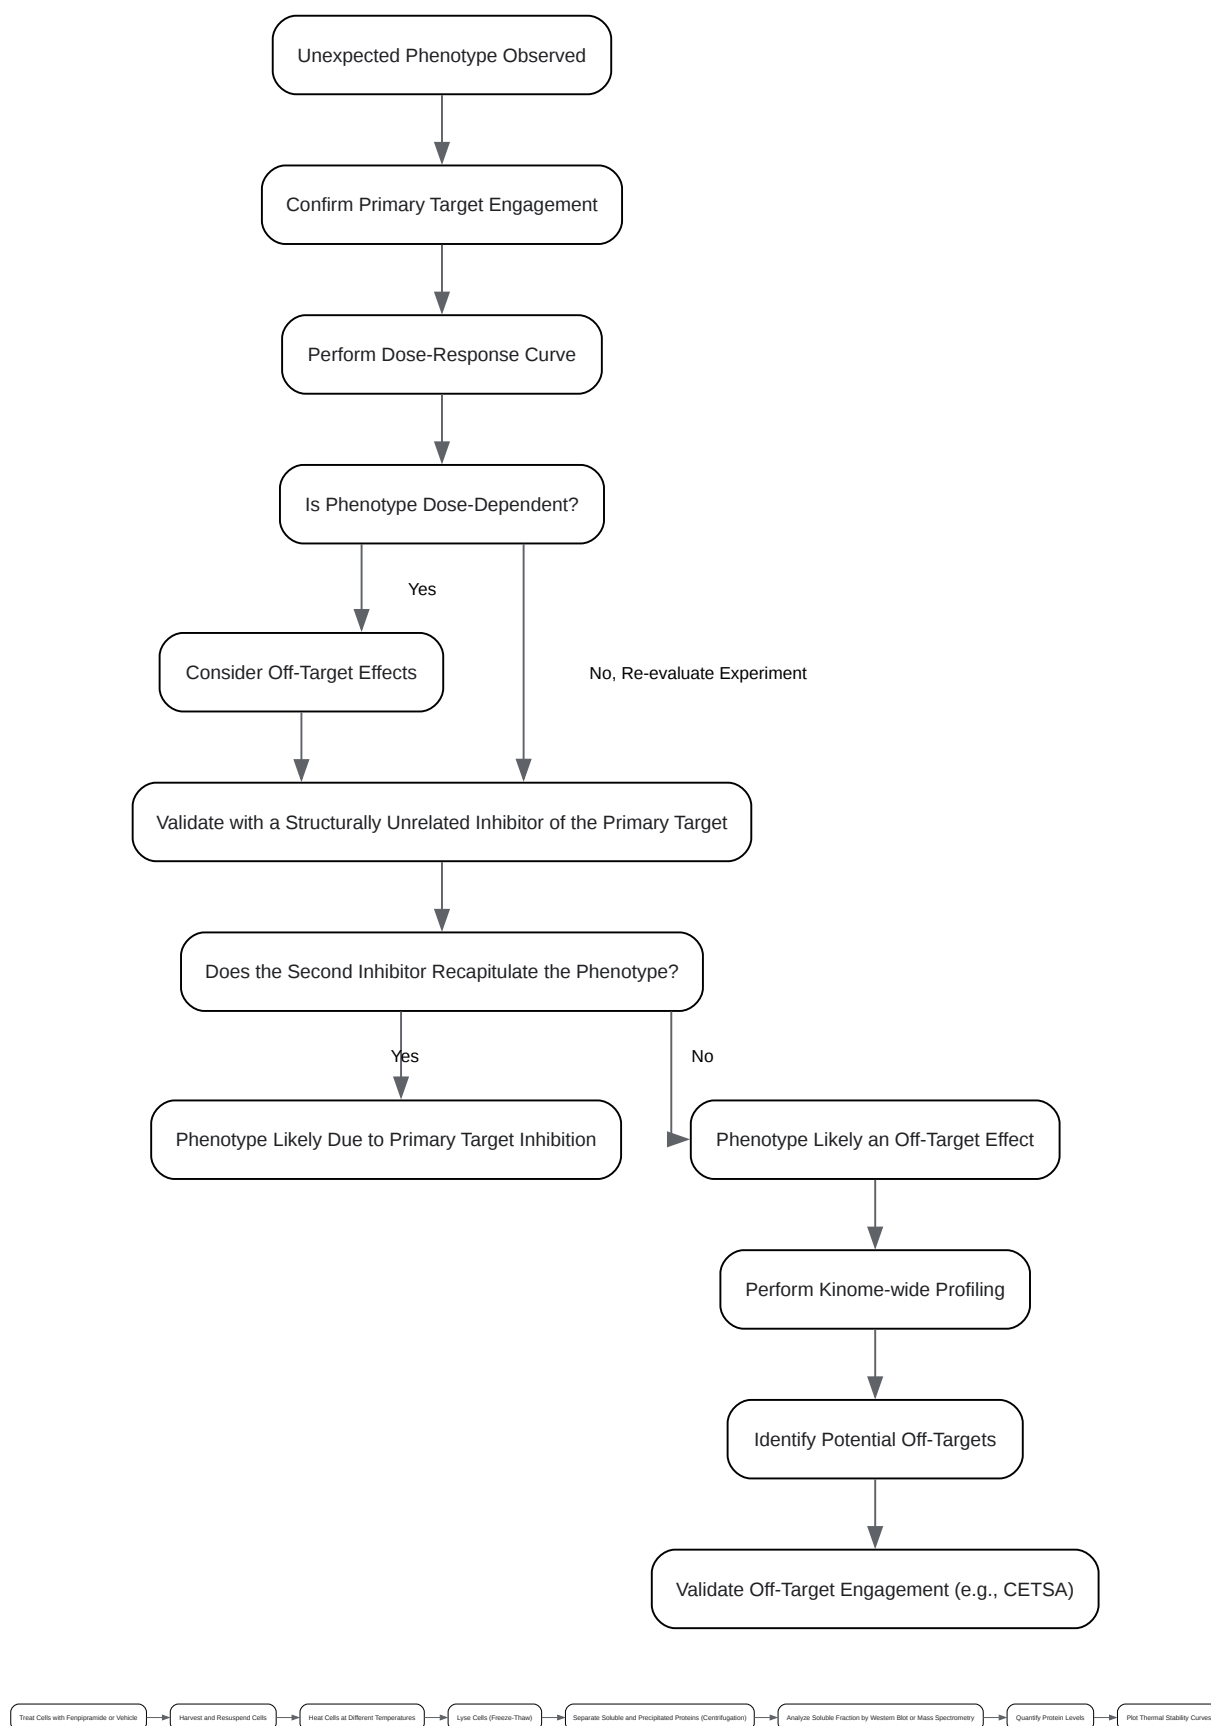 Unexpected Phenotype Observed
Confirm Primary Target Engagement
Perform Dose-Response Curve
Is Phenotype Dose-Dependent?
Yes
Consider Off-Target Effects
No, Re-evaluate Experiment
Validate with a Structurally Unrelated Inhibitor of the Primary Target
Does the Second Inhibitor Recapitulate the Phenotype?
Yes
No
Phenotype Likely Due to Primary Target Inhibition
Phenotype Likely an Off-Target Effect
Perform Kinome-wide Profiling
Identify Potential Off-Targets
Validate Off-Target Engagement (e.g., CETSA)
Treat Cells with Fenpipramide or Vehicle
Harvest and Resuspend Cells
Heat Cells at Different Temperatures
Lyse Cells (Freeze-Thaw)
Separate Soluble and Precipitated Proteins (Centrifugation)
Analyze Soluble Fraction by Western Blot or Mass Spectrometry
Quantify Protein Levels
Plot Thermal Stability Curves